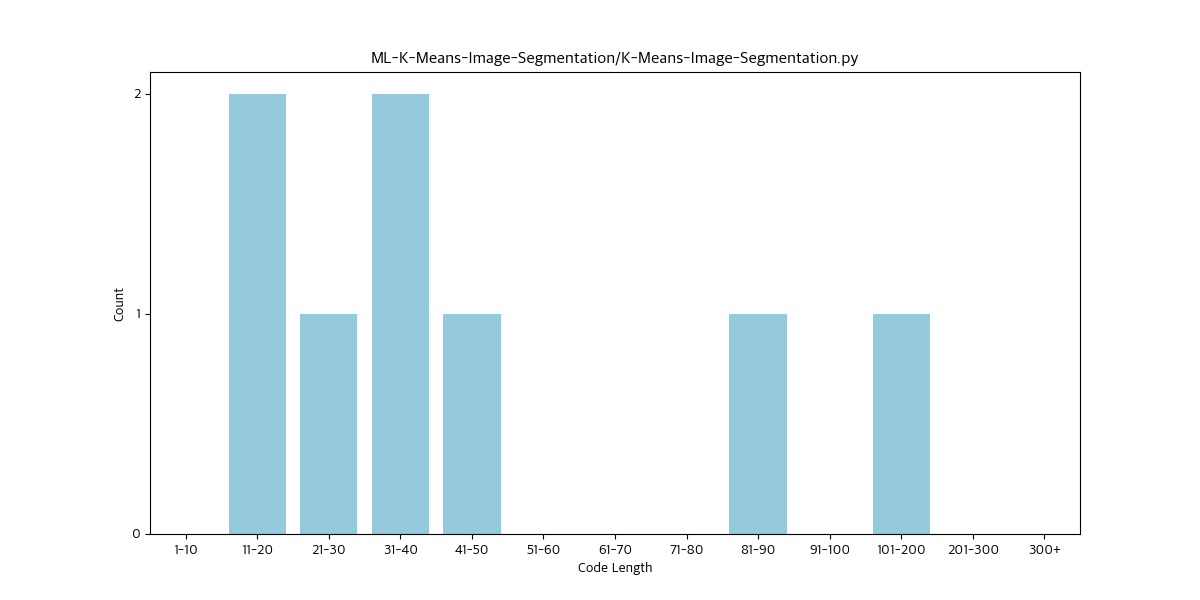 ML-K-Means-Image-Segmentation/K-Means-Image-Segmentation.py
2
1
0
Count
1-10 11-20 21-30 31-40 41-50 51-60 61-70 71-80 81-90 91-100 101-200 201-300 300+
Code Length